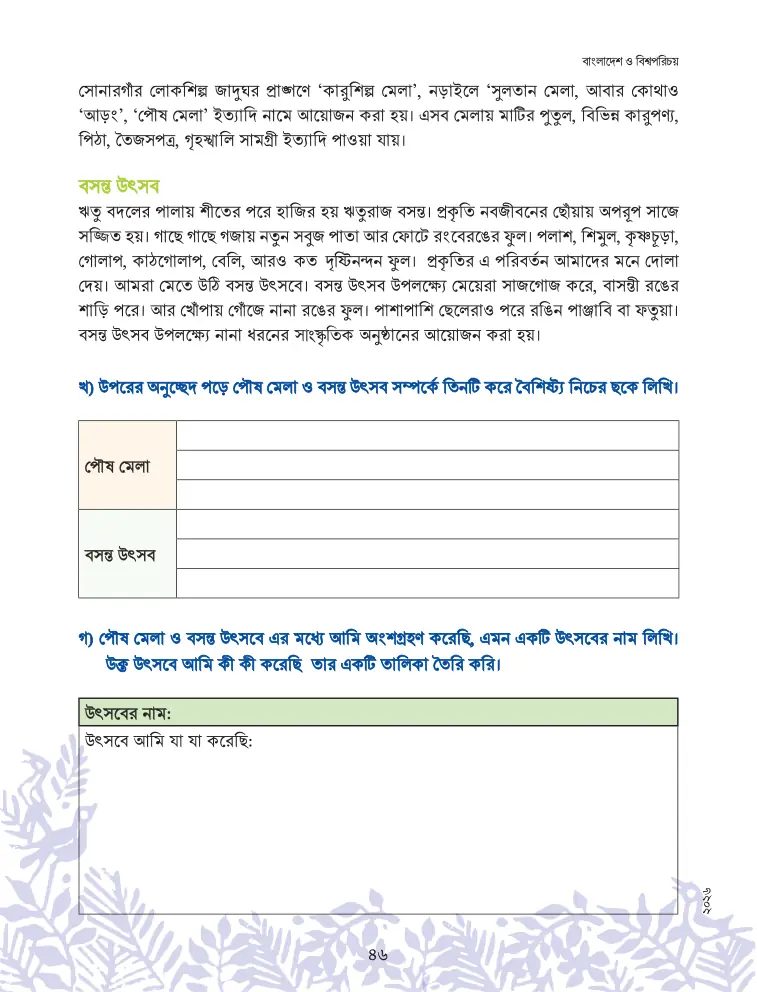 বাংলাদেশ ও বিশ্বপরিচয়
সোনারগাঁর লোকশিল্প জাদুঘর প্রাঙ্গণে ‘কারুশিল্প মেলা’, নড়াইলে ‘সুলতান মেলা, আবার কোথাও
‘আড়ং’, ‘পৌষ মেলা’ ইত্যাদি নামে আয়োজন করা হয়। এসব মেলায় মাটির পুতুল, বিভিন্ন কারুপণ্য,
পিঠা, তৈজসপত্র, গৃহস্থালি সামগ্রী ইত্যাদি পাওয়া যায়।
বসন্ত উৎসব
ঋতু বদলের পালায় শীতের পরে হাজির হয় ঋতুরাজ বসন্ত। প্রকৃতি নবজীবনের ছোঁয়ায় অপরূপ সাজে
সজ্জিত হয়। গাছে গাছে গজায় নতুন সবুজ পাতা আর ফোটে রংবেরঙের ফুল। পলাশ, শিমুল, কৃষ্ণচূড়া,
গোলাপ, কাঠগোলাপ, বেলি, আরও কত দৃষ্টিনন্দন ফুল। প্রকৃতির এ পরিবর্তন আমাদের মনে দোলা
দেয়। আমরা মেতে উঠি বসন্ত উৎসবে। বসন্ত উৎসব উপলক্ষ্যে মেয়েরা সাজগোজ করে, বাসন্তী রঙের
শাড়ি পরে। আর খোঁপায় গোঁজে নানা রঙের ফুল। পাশাপাশি ছেলেরাও পরে রঙিন পাঞ্জাবি বা ফতুয়া।
বসন্ত উৎসব উপলক্ষ্যে নানা ধরনের সাংস্কৃতিক অনুষ্ঠানের আয়োজন করা হয়।
খ) উপরের অনুচ্ছেদ পড়ে পৌষ মেলা ও বসন্ত উৎসব সম্পর্কে তিনটি করে বৈশিষ্ট্য নিচের ছকে লিখি।
পৌষ মেলা
বসন্ত উৎসব
গ) পৌষ মেলা ও বসন্ত উৎসবে এর মধ্যে আমি অংশগ্রহণ করেছি, এমন একটি উৎসবের নাম লিখি।
উক্ত উৎসবে আমি কী কী করেছি তার একটি তালিকা তৈরি করি।
উৎসবের নাম:
উৎসবে আমি যা যা করেছি:
২০২৬
৪৬